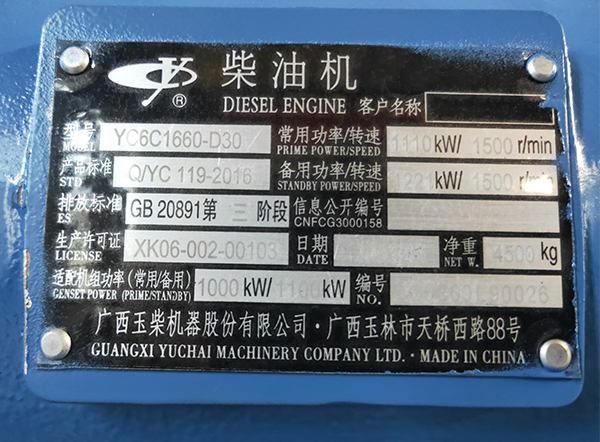 柴油机
DIESEL ENGINE 客户名称
型号 YC6C1660-D30 常用功率/转速 1110 kW/ 1500 r/min
MODEL PRIME POWER/SPEED
产品标准 Q/YC 119-2016 备用功率/转速 1221 kW/ 1500 r/min
STD STANDBY POWER/SPEED
排放标准 GB 20891第 三 阶段 信息公开编号
ES CNFCG3000158
生产许可证 XK06-002-00103 日期 净重 4500 kg
LICENSE DATE NET W.
适配机组功率(常用/备用) 1000 kW/ 1100 kW 编号
GENSET POWER (PRIME/STANDBY) NO.
广西玉柴机器股份有限公司·广西玉林市天桥西路88号
GUANGXI YUCHAI MACHINERY COMPANY LTD. · MADE IN CHINA